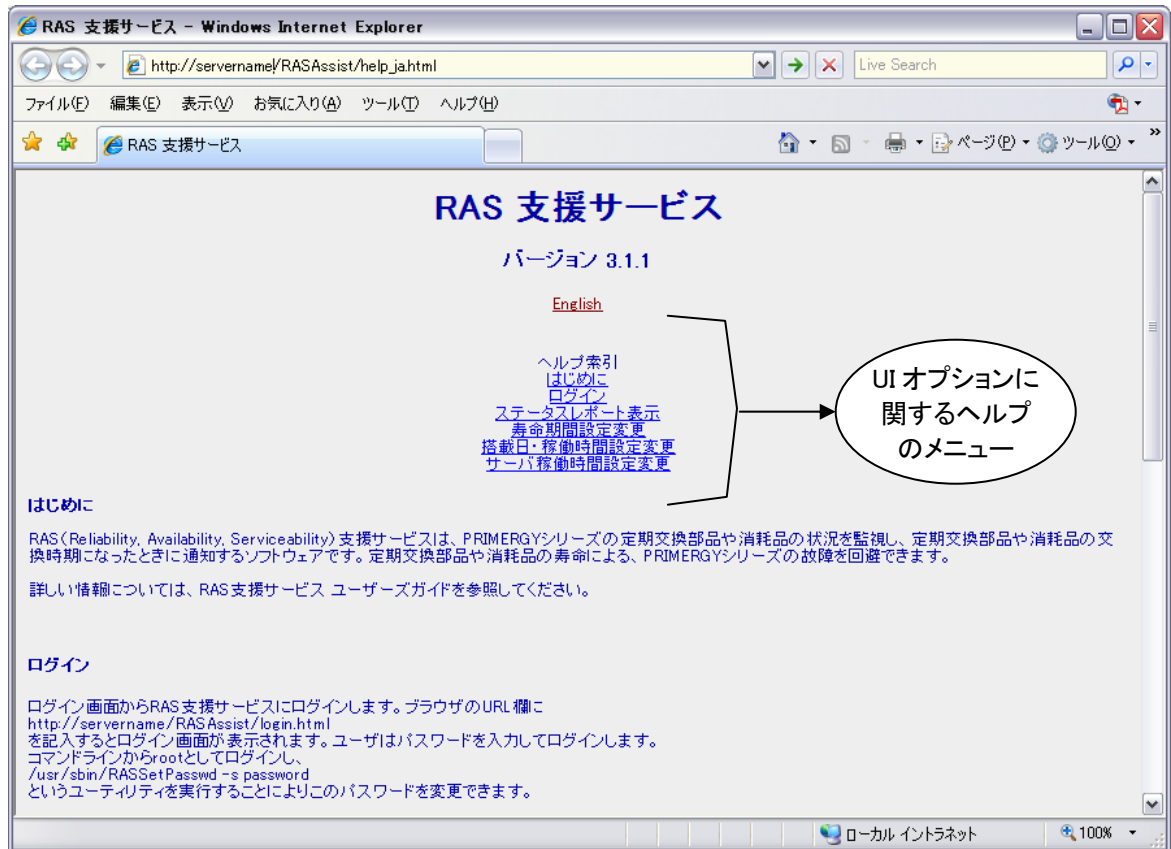 RAS 支援サービス - Windows Internet Explorer
http://servername/RASAssist/help_ja.html
Live Search
ファイル(F) 編集(E) 表示(V) お気に入り(A) ツール(T) ヘルプ(H)
RAS 支援サービス
ページ(P) ツール(O)
RAS 支援サービス
バージョン 3.1.1
English
ヘルプ索引
はじめに
ログイン
ステータスレポート表示
寿命期間設定変更
搭載日・稼働時間設定変更
サーバ稼働時間設定変更
UI オプションに
関するヘルプ
のメニュー
はじめに
RAS(Reliability, Availability, Serviceability)支援サービスは、PRIMERGYシリーズの定期交換部品や消耗品の状況を監視し、定期交換部品や消耗品の交
換時期になったときに通知するソフトウェアです。定期交換部品や消耗品の寿命による、PRIMERGYシリーズの故障を回避できます。
詳しい情報については、RAS支援サービス ユーザーズガイドを参照してください。
ログイン
ログイン画面からRAS支援サービスにログインします。ブラウザのURL欄に
http://servername/RASAssist/login.html
を記入するとログイン画面が表示されます。ユーザはパスワードを入力してログインします。
コマンドラインからrootとしてログインし、
/usr/sbin/RASSetPasswd -s password
というユーティリティを実行することによりこのパスワードを変更できます。
ローカル イントラネット
100%